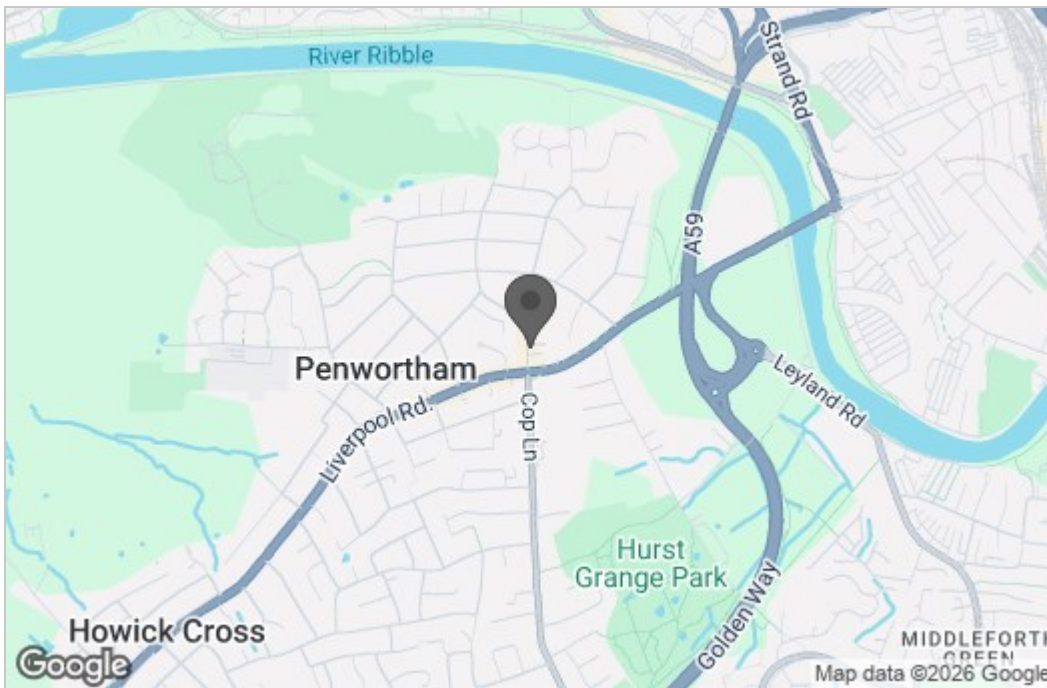 River Ribble
Strand Rd
A59
Penwortham
Liverpool Rd.
Cop Ln
Leyland Rd
Hurst
Grange Park
Golden Way
Howick Cross
MIDDLEFORTH
GREEN
Google
Map data ©2026 Google